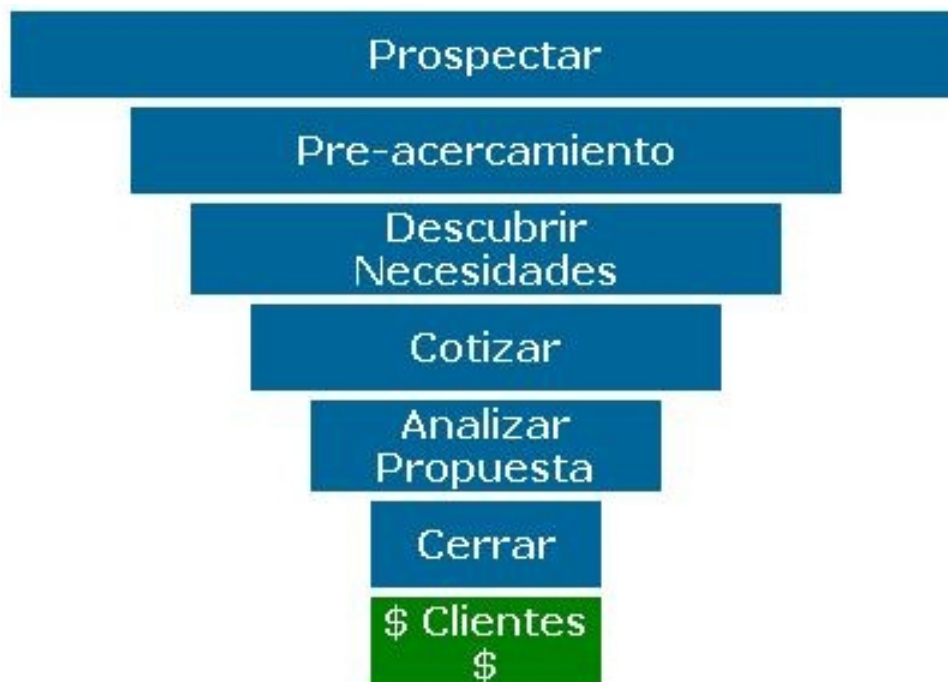 Prospectar
Pre-acercamiento
Descubrir
Necesidades
Cotizar
Analizar
Propuesta
Cerrar
$ Clientes
$